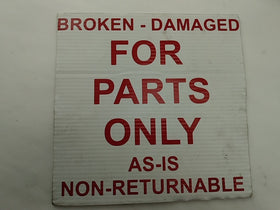 BROKEN - DAMAGED
FOR
PARTS
ONLY
AS-IS
NON-RETURNABLE